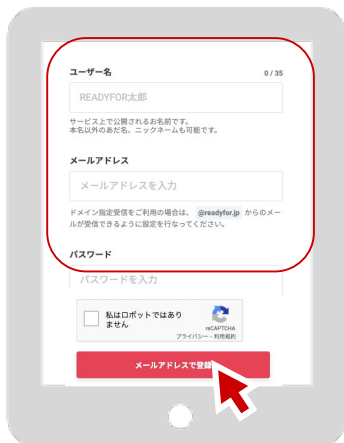 ユーザー名 0 / 35
READYFOR太郎
サービス上で公開されるお名前です。
本名以外のあだ名、ニックネームも可能です。
メールアドレス
メールアドレスを入力
ドメイン指定受信をご利用の場合は、 @readyfor.jp からのメー
ルが受信できるように設定を行なってください。
パスワード
パスワードを入力
私はロボットではあり
ません
reCAPTCHA
プライバシー - 利用規約
メールアドレスで登録